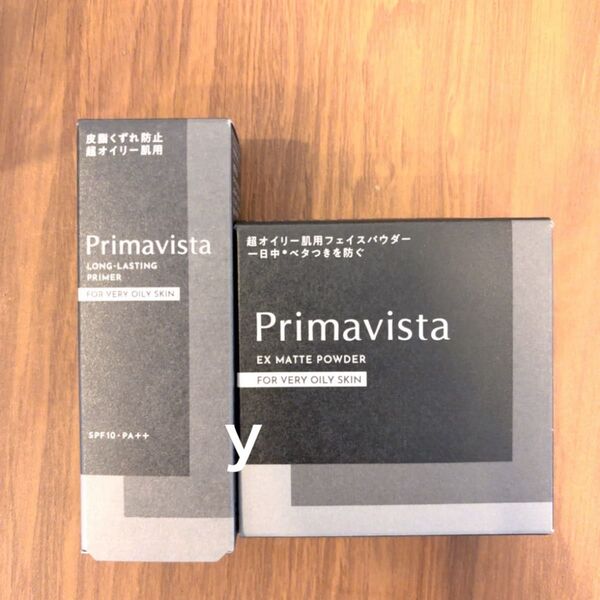 皮脂くずれ防止
超オイリー肌用
Primavista
LONG-LASTING
PRIMER
FOR VERY OILY SKIN
SPF10・PA++
超オイリー肌用フェイスパウダー
一日中*ベタつきを防ぐ
Primavista
EX MATTE POWDER
FOR VERY OILY SKIN
y